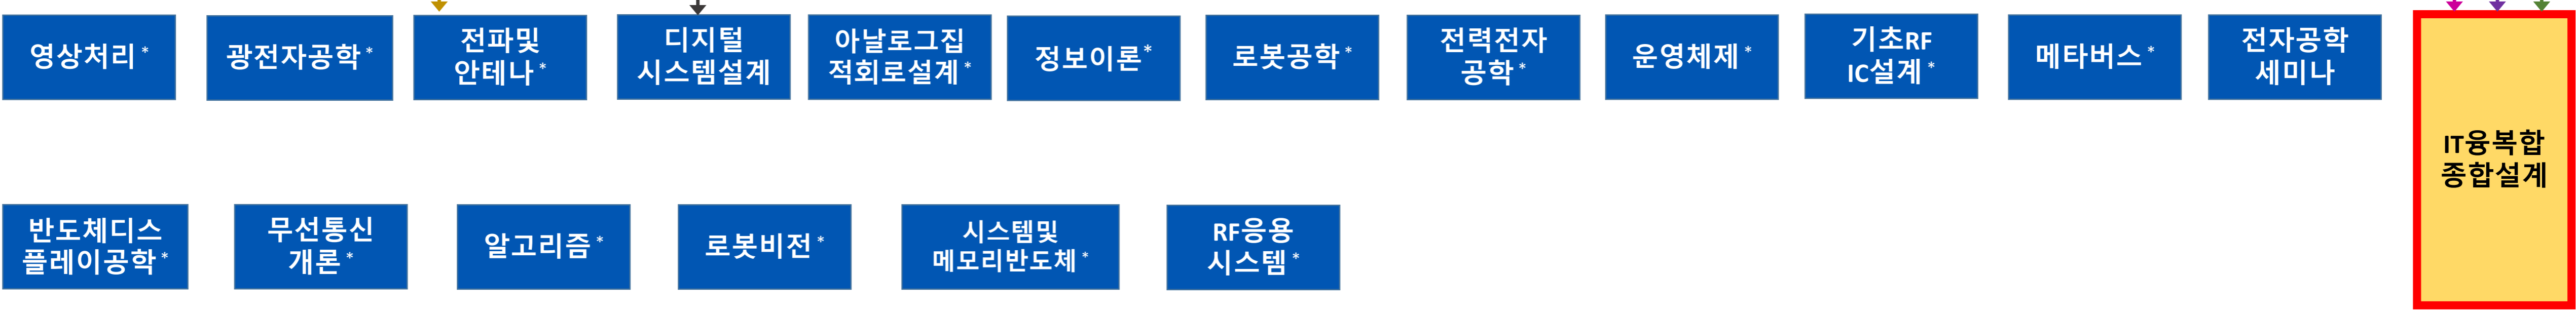 영상처리*
광전자공학*
전파및
안테나*
디지털
시스템설계
아날로그집
적회로설계*
정보이론*
로봇공학*
전력전자
공학*
운영체제*
기초RF
IC설계*
메타버스*
전자공학
세미나
IT융복합
종합설계
반도체디스
플레이공학*
무선통신
개론*
알고리즘*
로봇비전*
시스템및
메모리반도체*
RF응용
시스템*